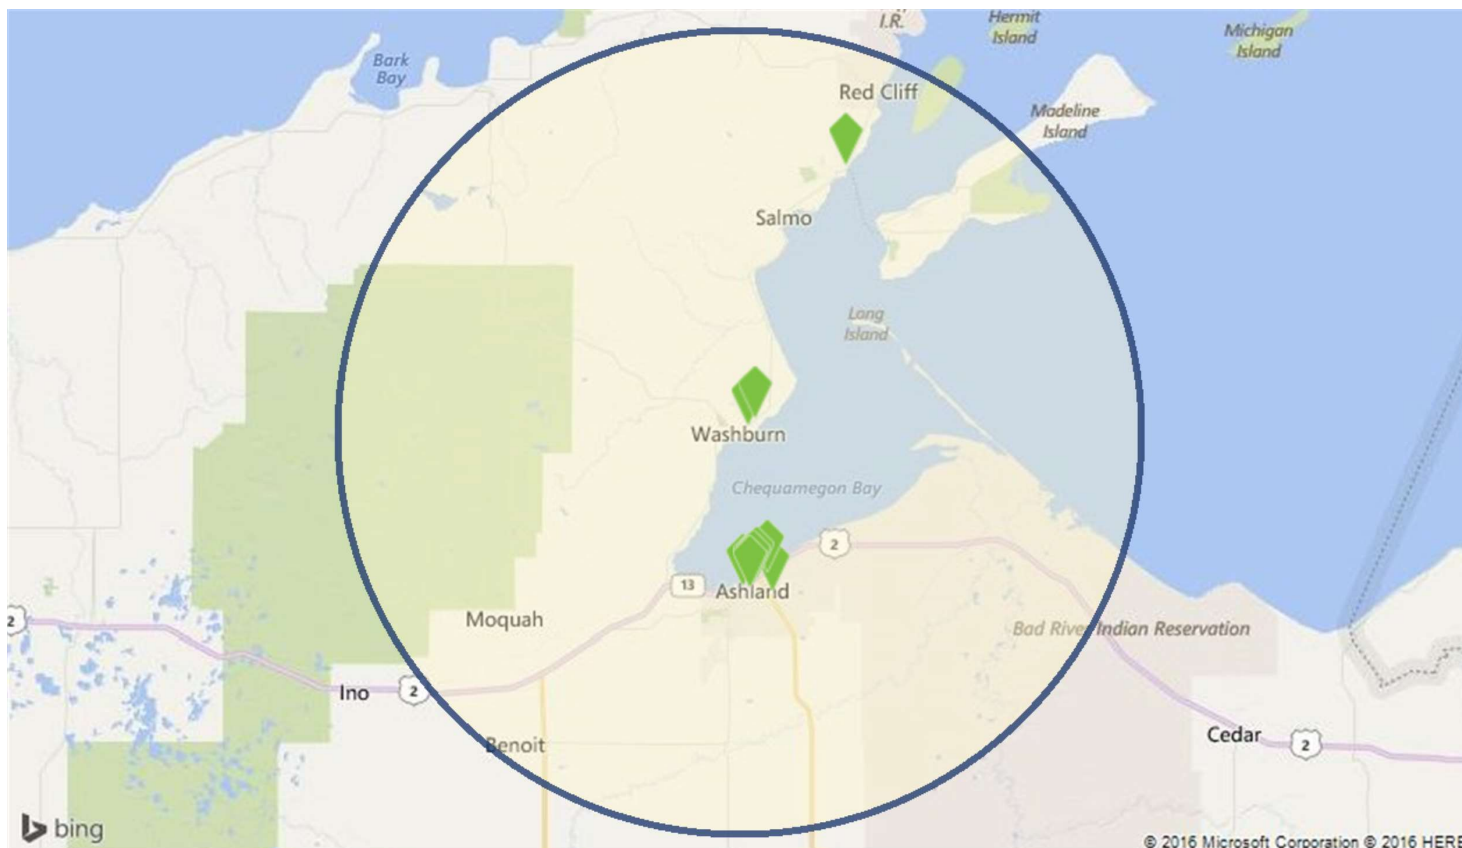 I.R.
Hermit
Island
Michigan
Island
Bark
Bay
Red Cliff
Madeline
Island
Salmo
Long
Island
Washburn
Chequamegon Bay
2
13
Ashland
2
Moquah
Bad River Indian Reservation
Ino
2
Cedar
2
Benoit
bing
© 2016 Microsoft Corporation © 2016 HERE